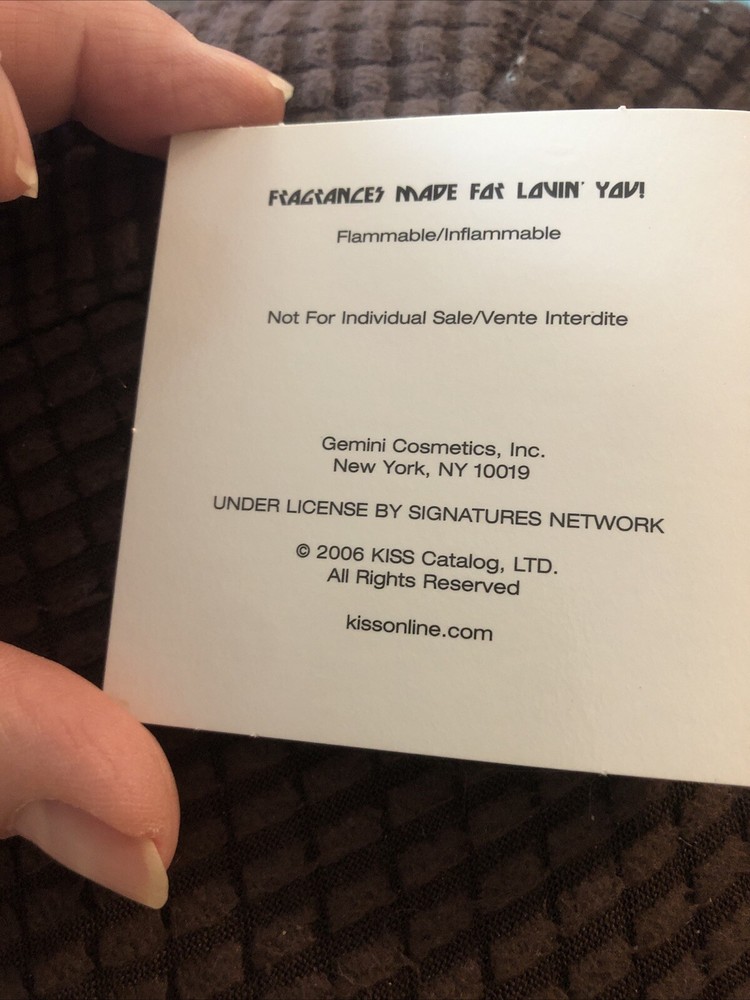 FRAGRANCES MADE FOR LOVIN' YOU!
Flammable/Inflammable
Not For Individual Sale/Vente Interdite
Gemini Cosmetics, Inc.
New York, NY 10019
UNDER LICENSE BY SIGNATURES NETWORK
© 2006 KISS Catalog, LTD.
All Rights Reserved
kissonline.com